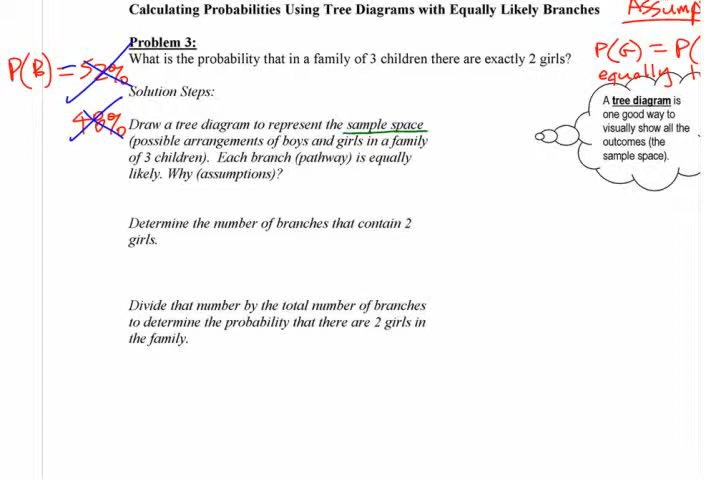 Calculating Probabilities Using Tree Diagrams with Equally Likely Branches
Assump
Problem 3:
What is the probability that in a family of 3 children there are exactly 2 girls?
P(G) = P(
equally
P(B) = 52%
Solution Steps:
48%
Draw a tree diagram to represent the sample space
(possible arrangements of boys and girls in a family
of 3 children). Each branch (pathway) is equally
likely. Why (assumptions)?
A tree diagram is
one good way to
visually show all the
outcomes (the
sample space).
Determine the number of branches that contain 2
girls.
Divide that number by the total number of branches
to determine the probability that there are 2 girls in
the family.